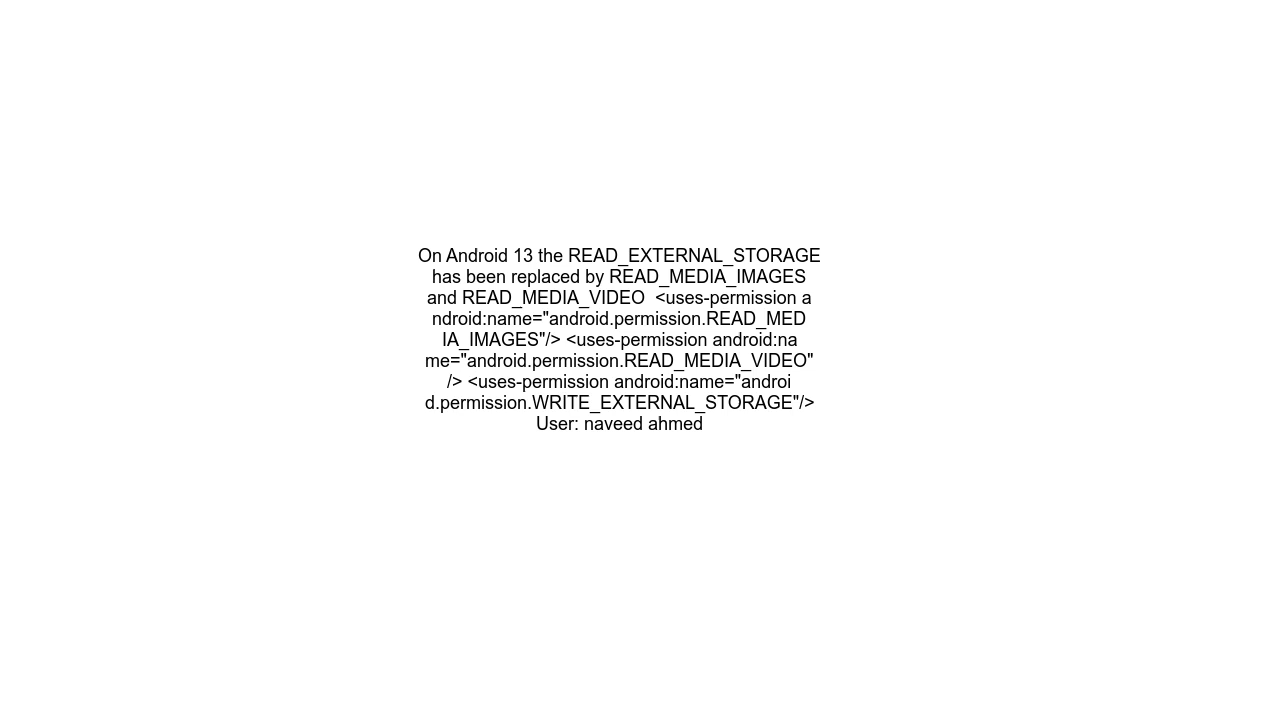 On Android 13 the READ_EXTERNAL_STORAGE
has been replaced by READ_MEDIA_IMAGES
and READ_MEDIA_VIDEO  <uses-permission a
ndroid:name="android.permission.READ_MED
IA_IMAGES"/> <uses-permission android:na
me="android.permission.READ_MEDIA_VIDEO"
/> <uses-permission android:name="androi
d.permission.WRITE_EXTERNAL_STORAGE"/>
User: naveed ahmed